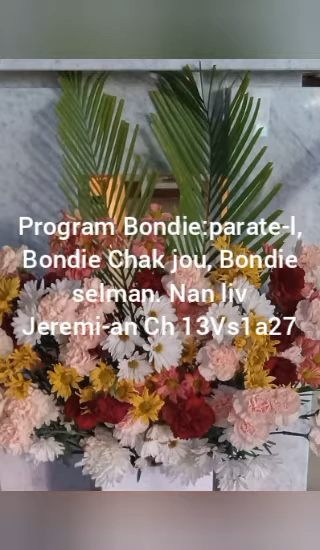 Program Bondie:parate-l,
Bondie Chak jou, Bondie
selman. Nan liv
Jeremi-an Ch 13Vs1a27